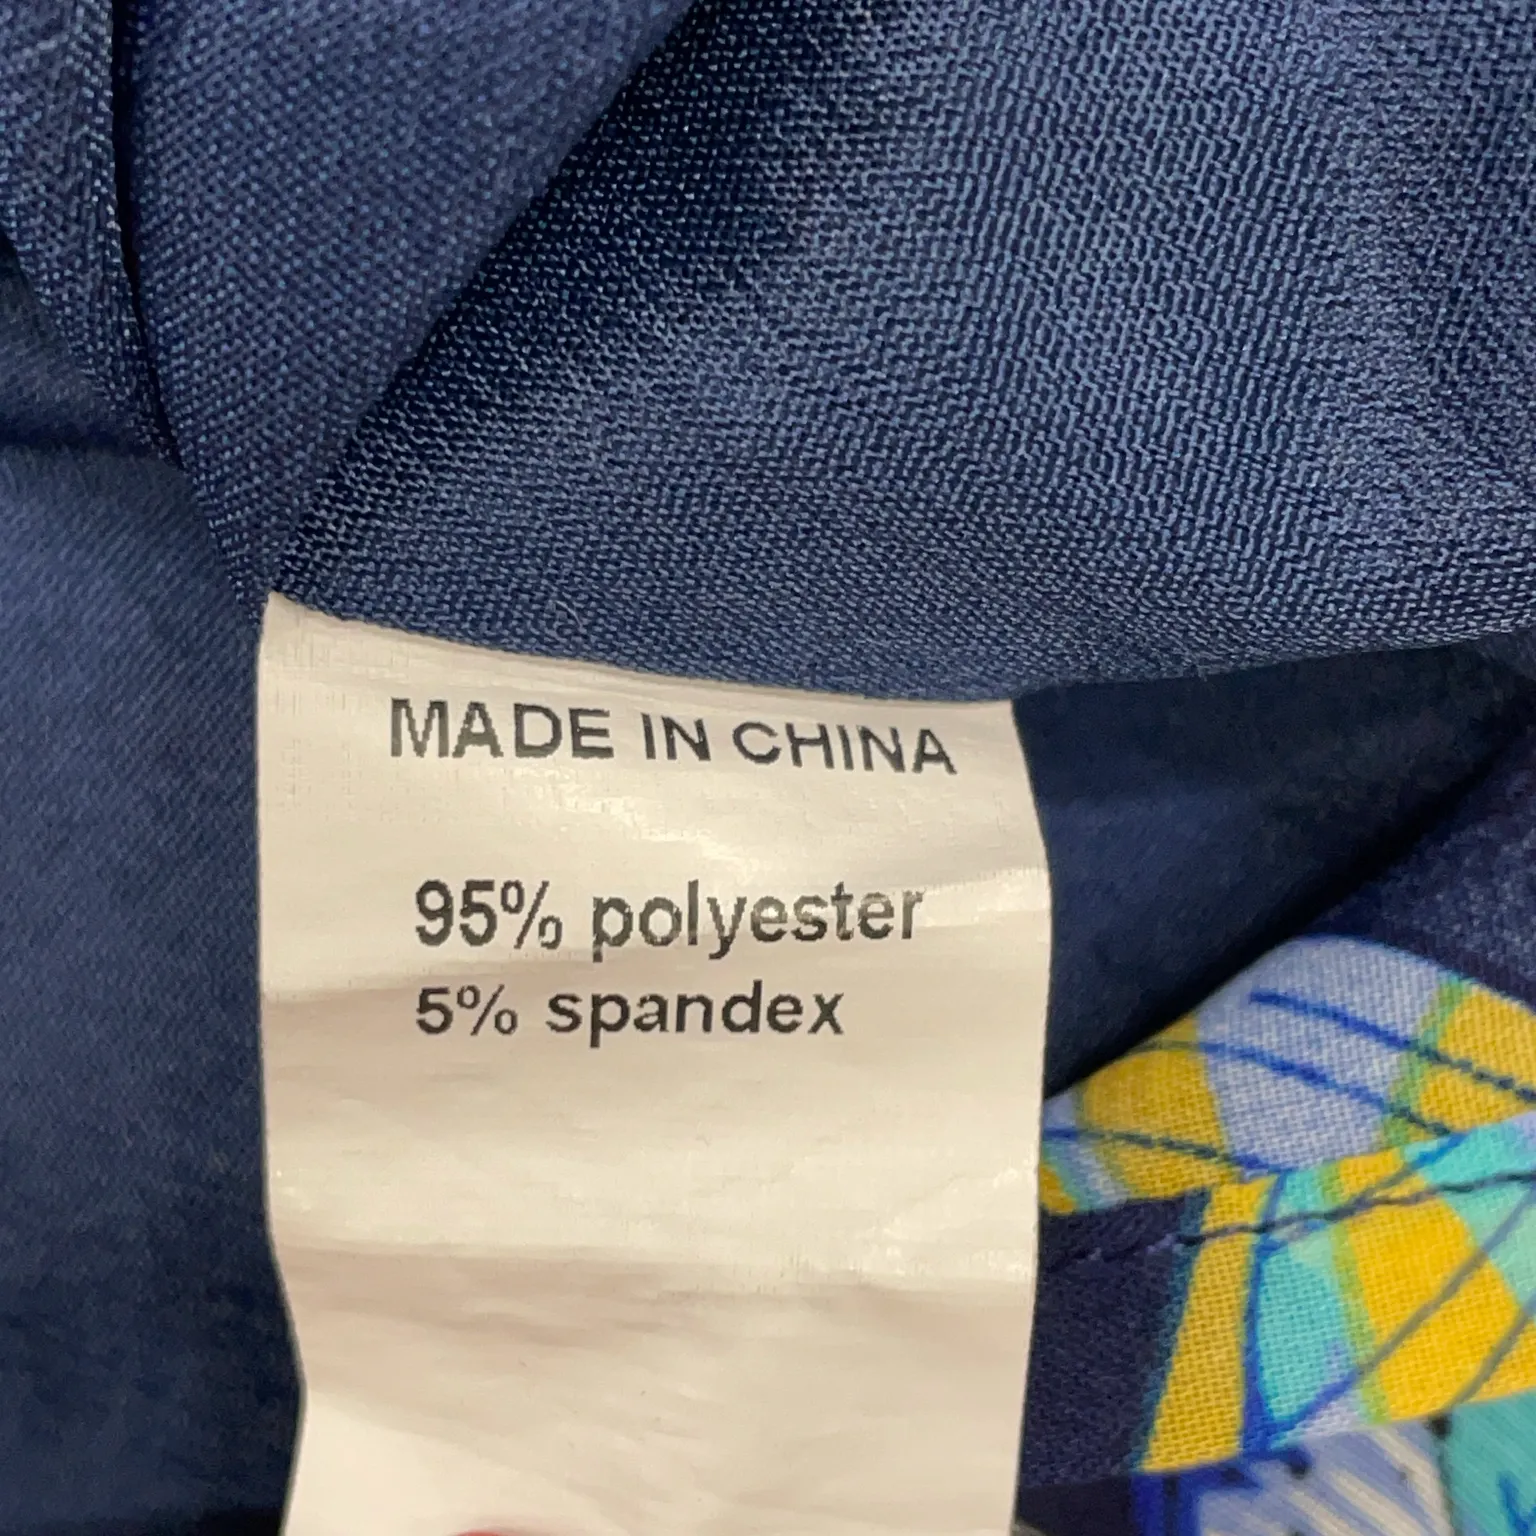 MADE IN CHINA
95% polyester
5% spandex